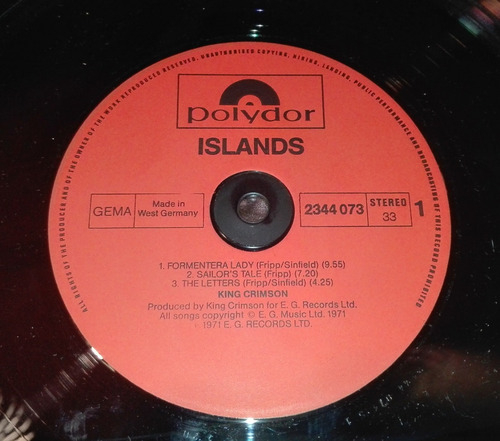 ALL RIGHTS OF THE PRODUCER AND OF THE OWNER OF THE WORK REPRODUCED RESERVED. UNAUTHORISED COPYING, HIRING, LENDING, PUBLIC PERFORMANCE AND BROADCASTING OF THIS RECORD PROHIBITED
polydor
ISLANDS
GEMA
Made in
West Germany
2344 073
STEREO
33
1
1. FORMENTERA LADY (Fripp/Sinfield) (9.55)
2. SAILOR'S TALE (Fripp) (7.20)
3. THE LETTERS (Fripp/Sinfield) (4.25)
KING CRIMSON
Produced by King Crimson for E. G. Records Ltd.
All songs copyright © E. G. Music Ltd. 1971
1971 E. G. RECORDS LTD.